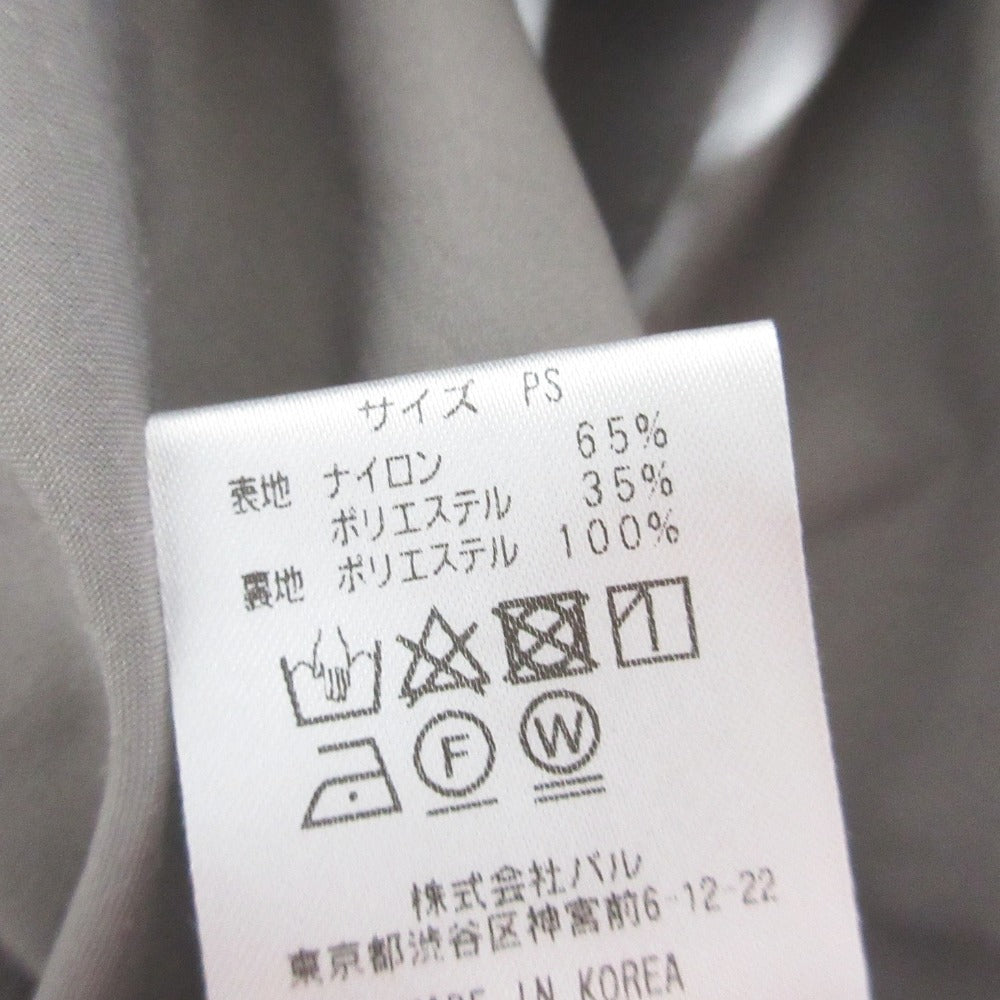 サイズ PS
表地 ナイロン 65%
ポリエステル 35%
裏地 ポリエステル 100%
F W
株式会社バル
東京都渋谷区神宮前6-12-22
MADE IN KOREA